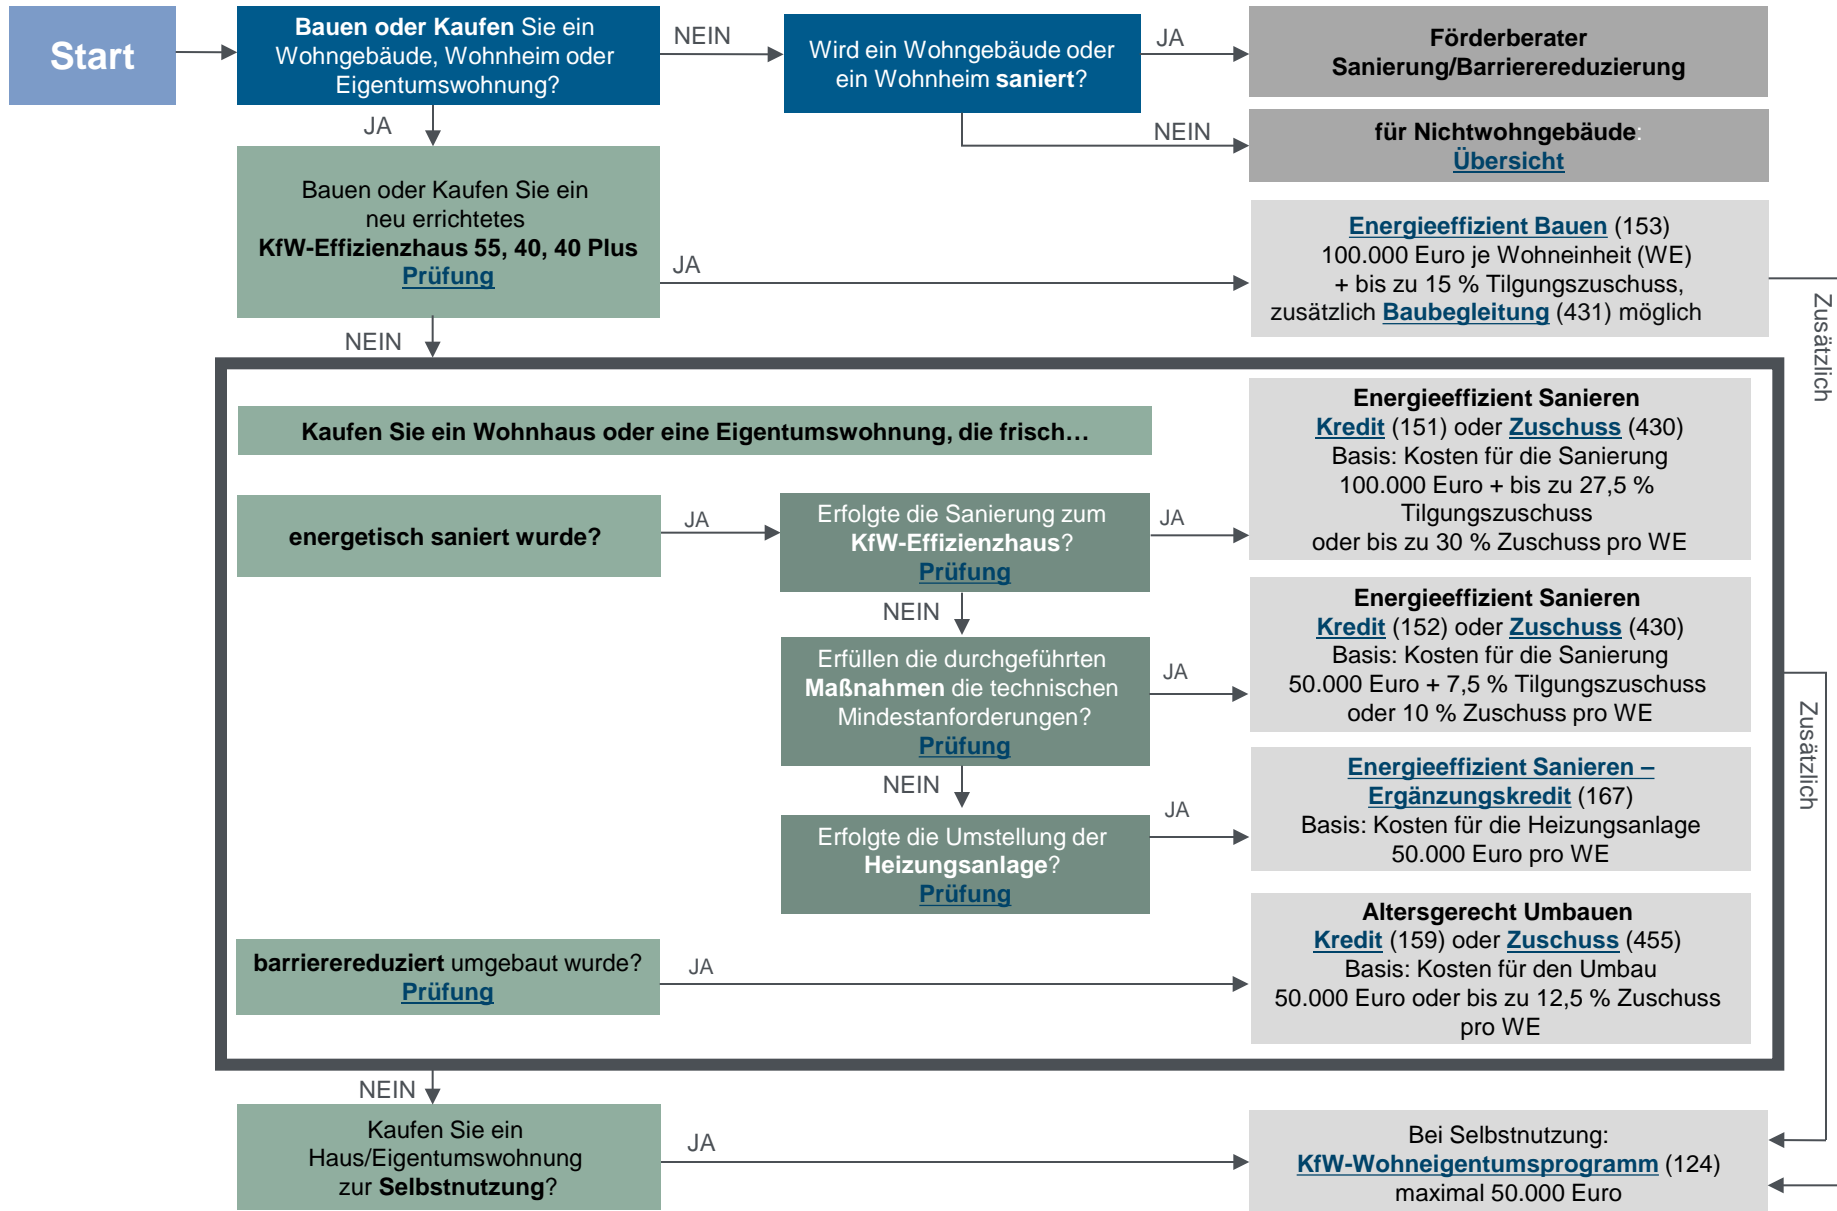 Start
Bauen oder Kaufen Sie ein
Wohngebäude, Wohnheim oder
Eigentumswohnung?
NEIN
Wird ein Wohngebäude oder
ein Wohnheim saniert?
JA
Förderberater
Sanierung/Barrierereduzierung
JA
NEIN
für Nichtwohngebäude:
Übersicht
Bauen oder Kaufen Sie ein
neu errichtetes
KfW-Effizienzhaus 55, 40, 40 Plus
Prüfung
JA
Energieeffizient Bauen (153)
100.000 Euro je Wohneinheit (WE)
+ bis zu 15 % Tilgungszuschuss,
zusätzlich Baubegleitung (431) möglich
Zusätzlich
NEIN
Kaufen Sie ein Wohnhaus oder eine Eigentumswohnung, die frisch…
energetisch saniert wurde?
JA
Erfolgte die Sanierung zum
KfW-Effizienzhaus?
Prüfung
JA
Energieeffizient Sanieren
Kredit (151) oder Zuschuss (430)
Basis: Kosten für die Sanierung
100.000 Euro + bis zu 27,5 %
Tilgungszuschuss
oder bis zu 30 % Zuschuss pro WE
NEIN
Erfüllen die durchgeführten
Maßnahmen die technischen
Mindestanforderungen?
Prüfung
JA
Energieeffizient Sanieren
Kredit (152) oder Zuschuss (430)
Basis: Kosten für die Sanierung
50.000 Euro + 7,5 % Tilgungszuschuss
oder 10 % Zuschuss pro WE
Zusätzlich
NEIN
Erfolgte die Umstellung der
Heizungsanlage?
Prüfung
JA
Energieeffizient Sanieren –
Ergänzungskredit (167)
Basis: Kosten für die Heizungsanlage
50.000 Euro pro WE
barrierereduziert umgebaut wurde?
Prüfung
JA
Altersgerecht Umbauen
Kredit (159) oder Zuschuss (455)
Basis: Kosten für den Umbau
50.000 Euro oder bis zu 12,5 % Zuschuss
pro WE
NEIN
Kaufen Sie ein
Haus/Eigentumswohnung
zur Selbstnutzung?
JA
Bei Selbstnutzung:
KfW-Wohneigentumsprogramm (124)
maximal 50.000 Euro